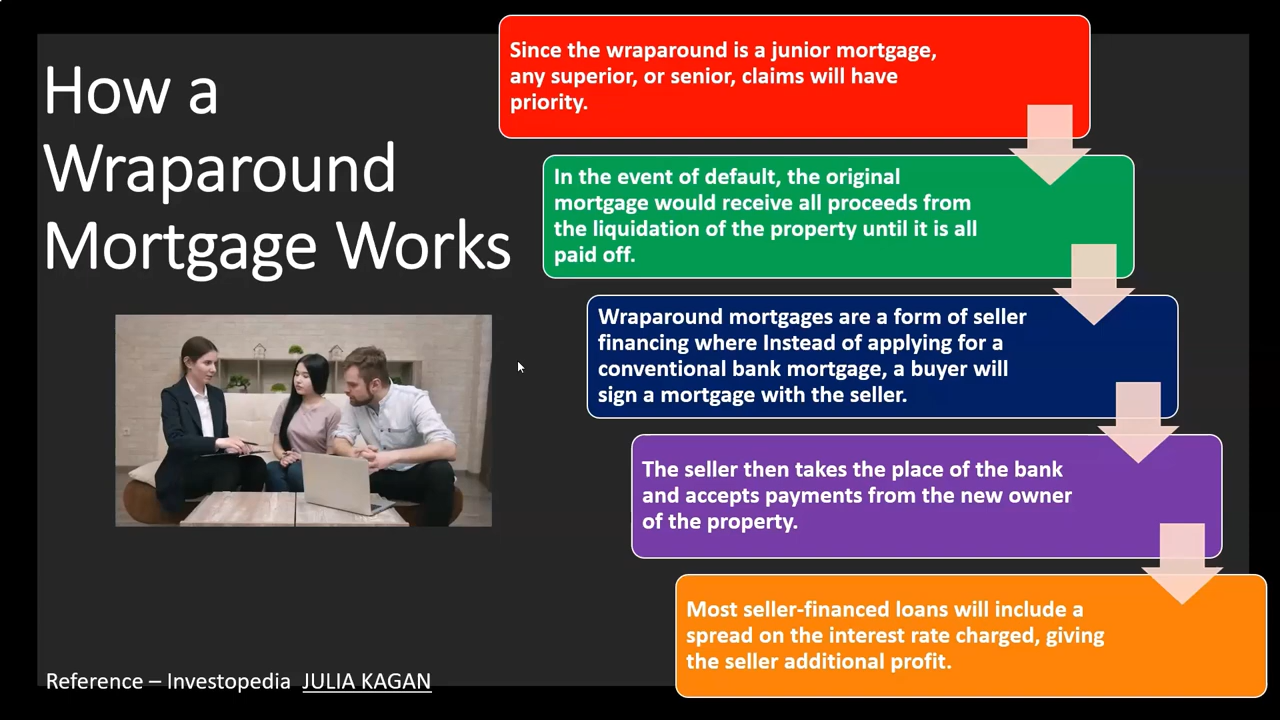 How a
Wraparound
Mortgage Works
Since the wraparound is a junior mortgage,
any superior, or senior, claims will have
priority.
In the event of default, the original
mortgage would receive all proceeds from
the liquidation of the property until it is all
paid off.
Wraparound mortgages are a form of seller
financing where Instead of applying for a
conventional bank mortgage, a buyer will
sign a mortgage with the seller.
The seller then takes the place of the bank
and accepts payments from the new owner
of the property.
Most seller-financed loans will include a
spread on the interest rate charged, giving
the seller additional profit.
Reference – Investopedia JULIA KAGAN